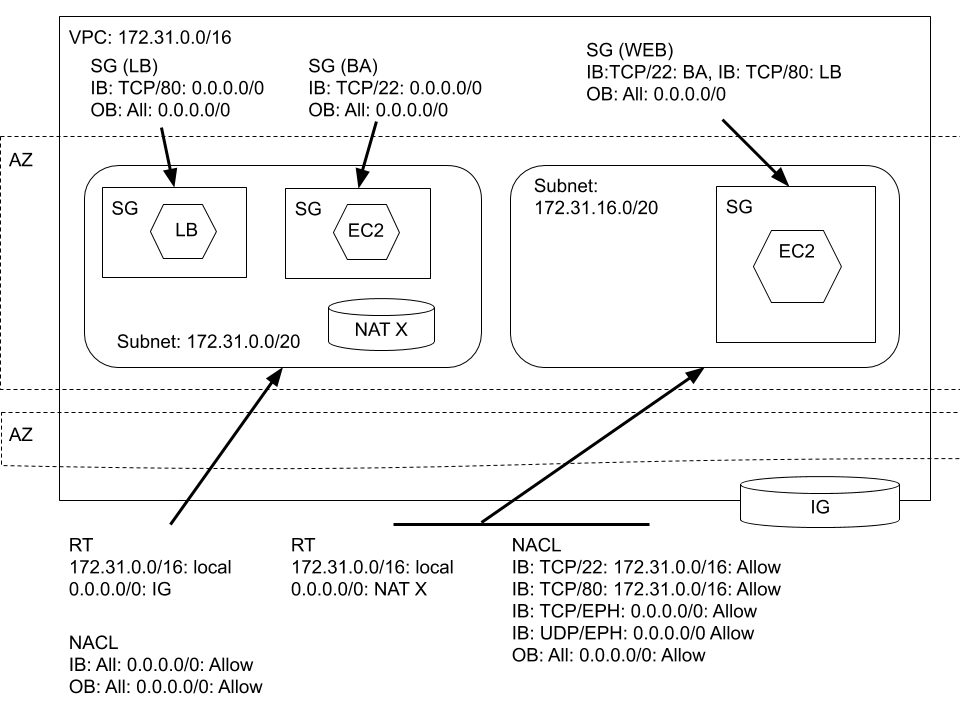 VPC: 172.31.0.0/16
SG (LB)
IB: TCP/80: 0.0.0.0/0
OB: All: 0.0.0.0/0
SG (BA)
IB: TCP/22: 0.0.0.0/0
OB: All: 0.0.0.0/0
SG (WEB)
IB:TCP/22: BA, IB: TCP/80: LB
OB: All: 0.0.0.0/0
AZ
SG
LB
SG
EC2
NAT X
Subnet: 172.31.0.0/20
Subnet:
172.31.16.0/20
SG
EC2
AZ
IG
RT
172.31.0.0/16: local
0.0.0.0/0: IG
NACL
IB: All: 0.0.0.0/0: Allow
OB: All: 0.0.0.0/0: Allow
RT
172.31.0.0/16: local
0.0.0.0/0: NAT X
NACL
IB: TCP/22: 172.31.0.0/16: Allow
IB: TCP/80: 172.31.0.0/16: Allow
IB: TCP/EPH: 0.0.0.0/0: Allow
IB: UDP/EPH: 0.0.0.0/0 Allow
OB: All: 0.0.0.0/0: Allow